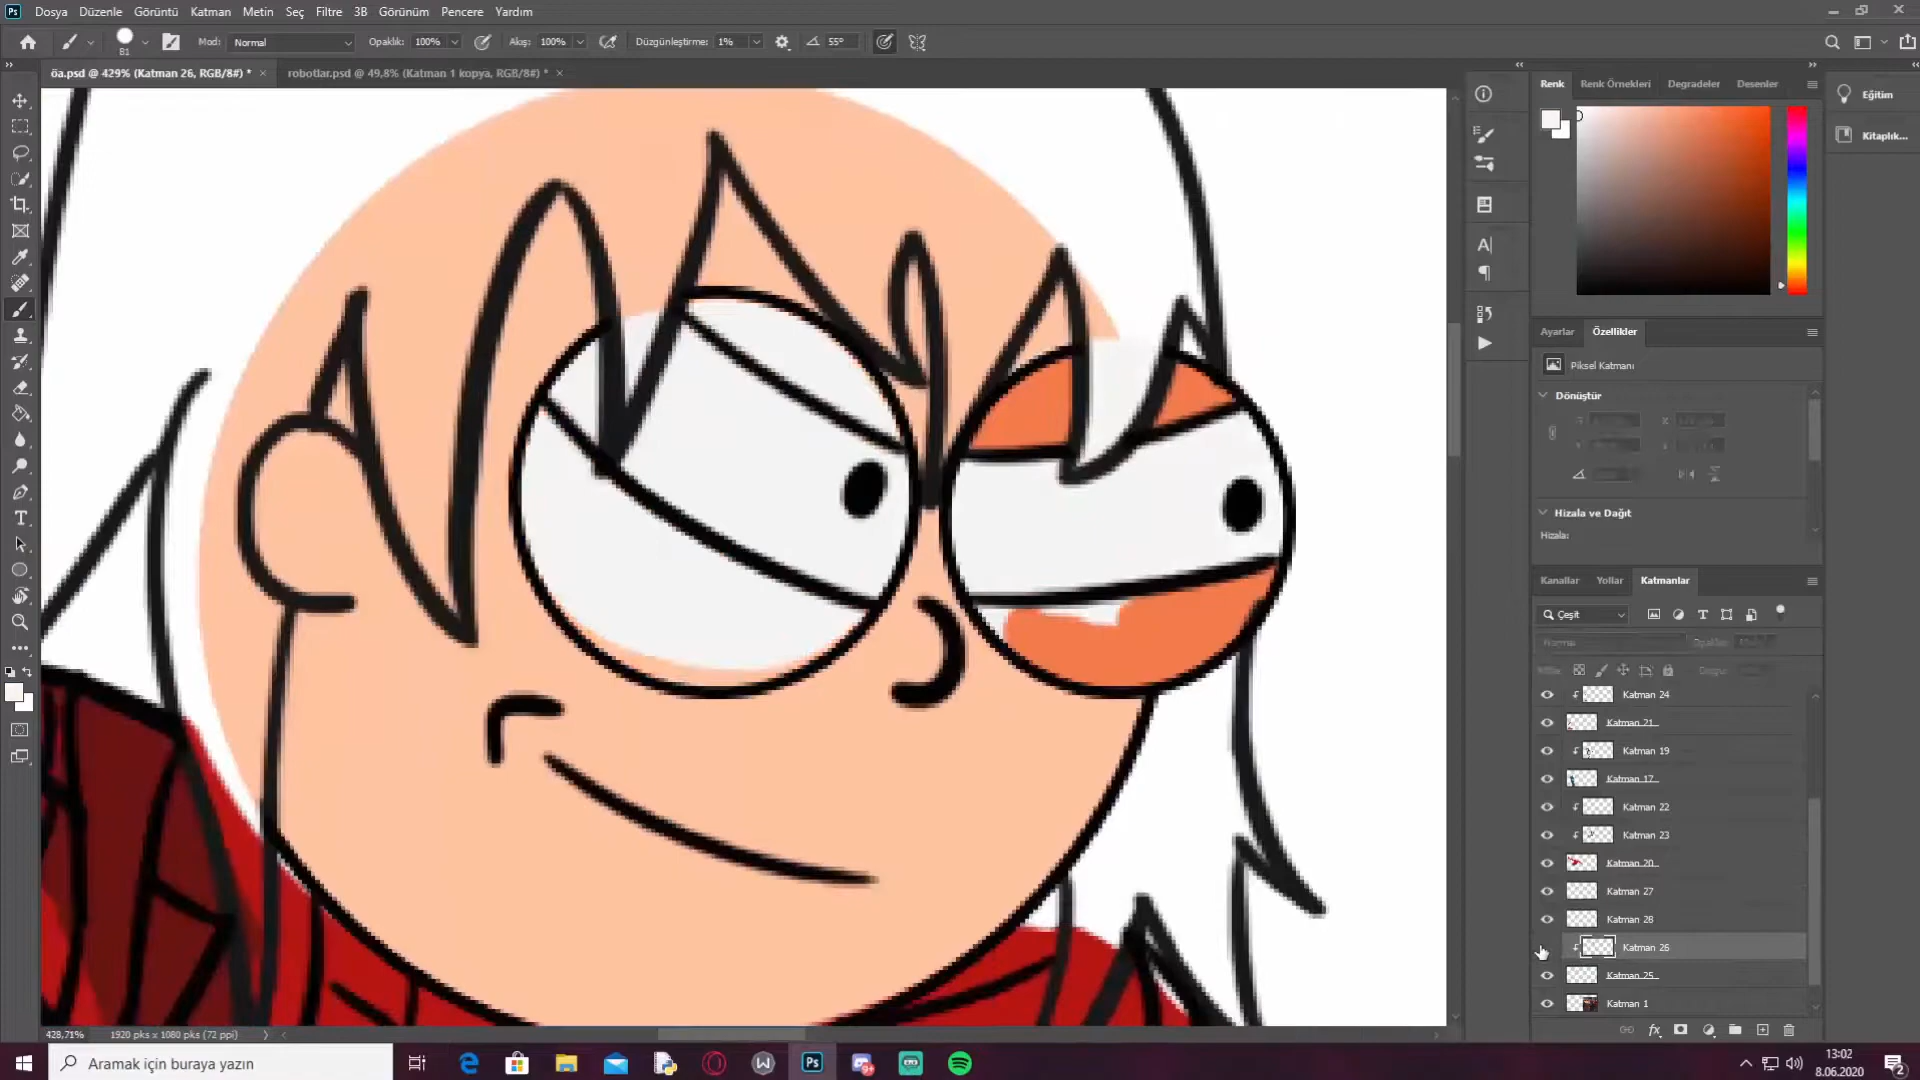 Ps Dosya Düzenle Görüntü Katman Metin Seç Filtre 3B Görünüm Pencere Yardım
81 Mod: Normal Opaklık: 100% Akış: 100% Düzgünleştirme: 1% 55°
öa.psd @ 429% (Katman 26, RGB/8#) * × robotlar.psd @ 49,8% (Katman 1 kopya, RGB/8#) * ×
Renk Renk Örnekleri Degradeler Desenler
Eğitim
Kitaplık...
Ayarlar Özellikler
Piksel Katmanı
Dönüştür
Hizala ve Dağıt
Hizala:
Kanallar Yollar Katmanlar
Çeşit
Katman 24
Katman 21
Katman 19
Katman 17
Katman 22
Katman 23
Katman 20
Katman 27
Katman 28
Katman 26
Katman 25
Katman 1
428,71% 1920 pks x 1080 pks (72 ppi)
Aramak için buraya yazın
Ps
13:02
8.06.2020
2